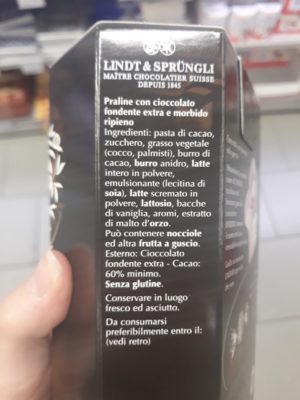 LINDT & SPRÜNGLI
MAÎTRE CHOCOLATIER SUISSE
DEPUIS 1845
Praline con cioccolato
fondente extra e morbido
ripieno
Ingredienti: pasta di cacao,
zucchero, grasso vegetale
(cocco, palmisti), burro di
cacao, burro anidro, latte
intero in polvere,
emulsionante (lecitina di
soia), latte scremato in
polvere, lattosio, bacche
di vaniglia, aromi, estratto
di malto d'orzo.
Può contenere nocciole
ed altra frutta a guscio.
Esterno: Cioccolato
fondente extra - Cacao:
60% minimo.
Senza glutine.
Conservare in luogo
fresco ed asciutto.
Da consumarsi
preferibilmente entro il:
(vedi retro)